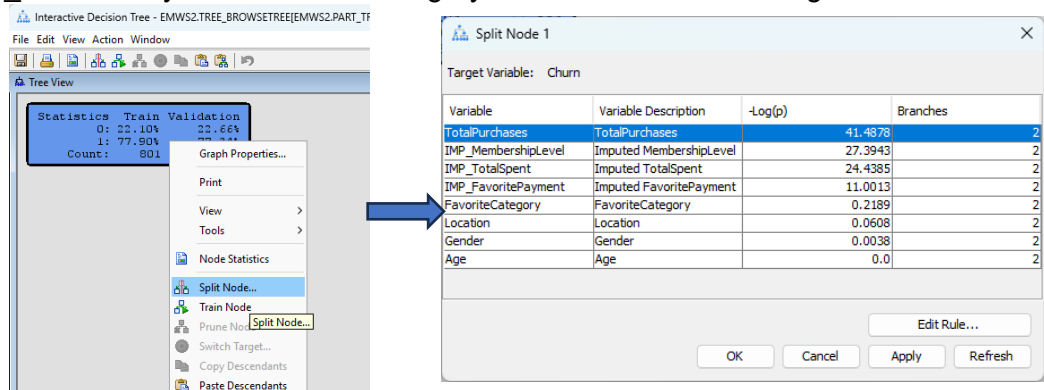 Interactive Decision Tree - EMWS2.TREE_BROWSETREE[EMWS2.PART_TR
File Edit View Action Window
Tree View
Statistics Train Validation
0: 22.10% 22.66%
1: 77.90%
Count: 801
Graph Properties...
Print
View >
Tools >
Node Statistics
Split Node...
Train Node
Prune Nod
Split Node...
Switch Target...
Copy Descendants
Paste Descendants
Split Node 1
Target Variable: Churn
Variable Variable Description -Log(p) Branches
TotalPurchases TotalPurchases 41.4878 2
IMP_MembershipLevel Imputed MembershipLevel 27.3943 2
IMP_TotalSpent Imputed TotalSpent 24.4385 2
IMP_FavoritePayment Imputed FavoritePayment 11.0013 2
FavoriteCategory FavoriteCategory 0.2189 2
Location Location 0.0608 2
Gender Gender 0.0038 2
Age Age 0.0 2
Edit Rule...
OK Cancel Apply Refresh